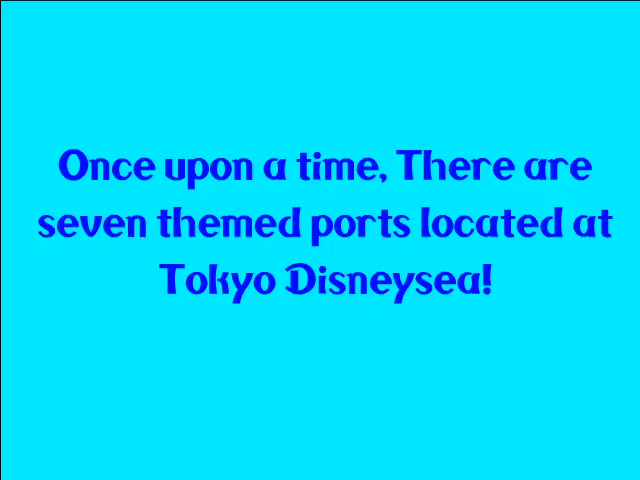 Once upon a time, There are
seven themed ports located at
Tokyo Disneysea!